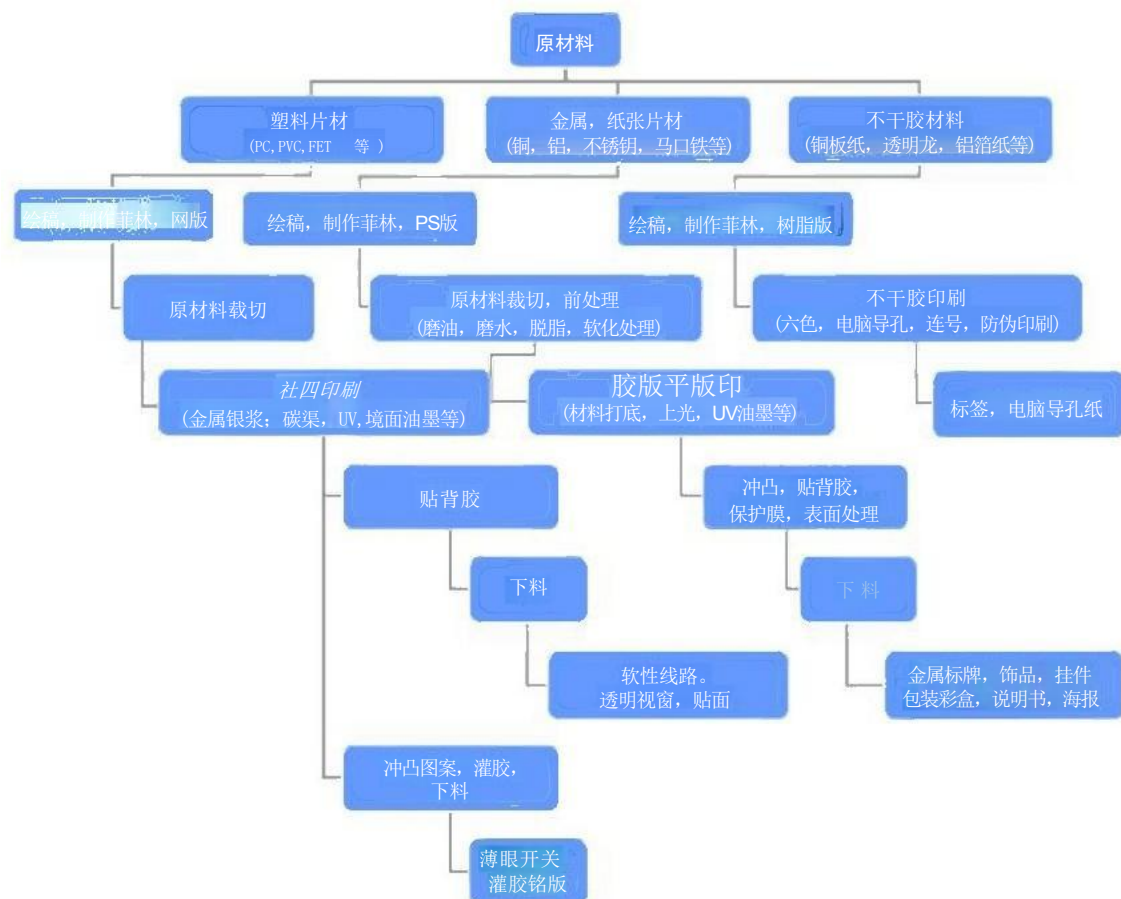 原材料
塑料片材
(PC,PVC,FET 等 )
金属，纸张片材
(铜，铝，不锈钥，马口铁等)
不干胶材料
(铜板纸，透明龙，铝箔纸等)
绘稿，制作菲林，网版
绘稿，制作菲林，PS版
绘稿，制作菲林，树脂版
原材料裁切
原材料裁切，前处理
(磨油，磨水，脱脂，软化处理)
不干胶印刷
(六色，电脑导孔，连号，防伪印刷)
社四印刷
(金属银浆；碳渠，UV,境面油墨等)
胶版平版印
(材料打底，上光，UV油墨等)
标签，电脑导孔纸
贴背胶
冲凸，贴背胶，
保护膜，表面处理
下料
下 料
软性线路。
透明视窗，贴面
金属标牌，饰品，挂件
包装彩盒，说明书，海报
冲凸图案，灌胶，
下料
薄眼开关
灌胶铭版